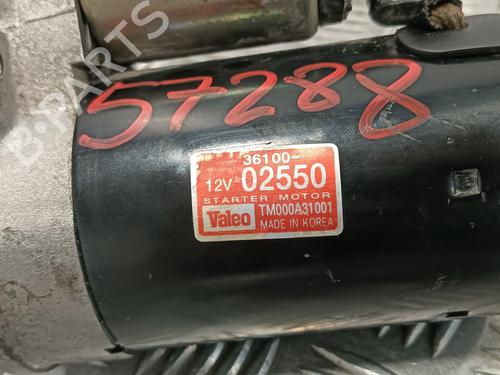 57288
36100-
12V 02550
STARTER MOTOR
Valeo TM000A31001
MADE IN KOREA
B-PARTS